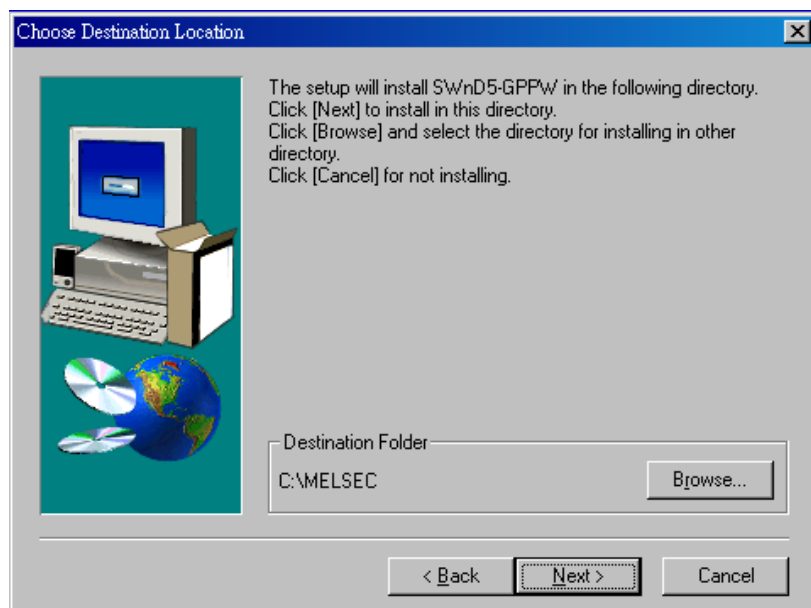 Choose Destination Location
The setup will install SWnD5-GPPW in the following directory.
Click [Next] to install in this directory.
Click [Browse] and select the directory for installing in other
directory.
Click [Cancel] for not installing.
Destination Folder
C:\MELSEC
Browse...
< Back
Next >
Cancel